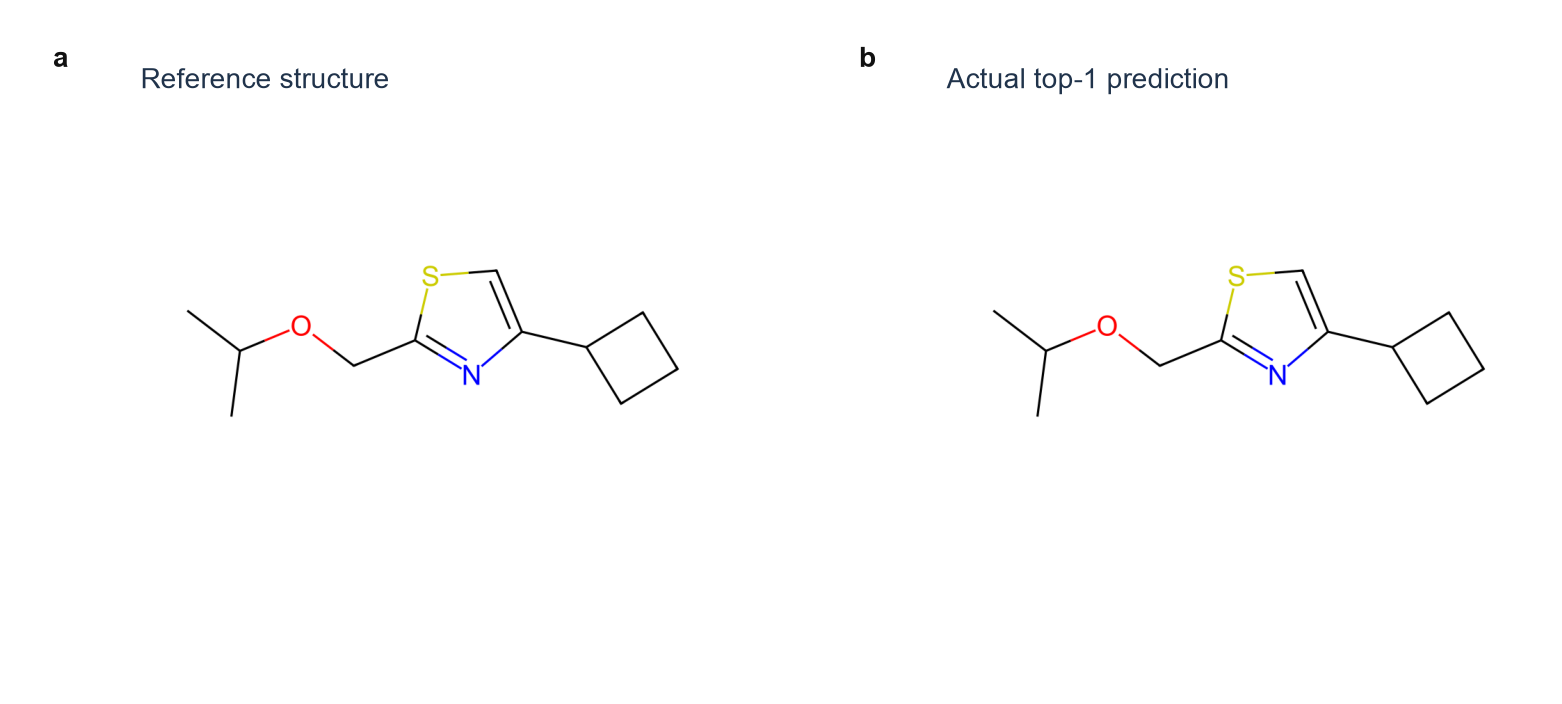 a
Reference structure
S
O
N
b
Actual top-1 prediction
S
O
N